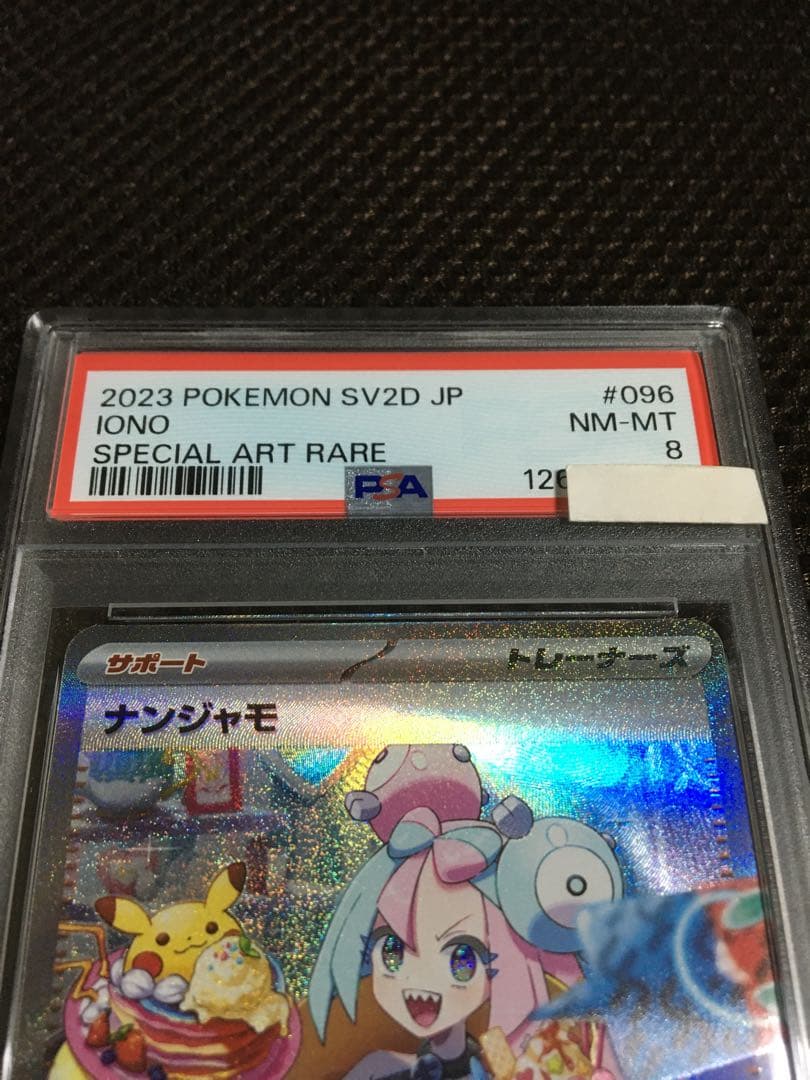 2023 POKEMON SV2D JP #096
IONO NM-MT
SPECIAL ART RARE 8
PSA 126
サポート トレーナーズ
ナンジャモ